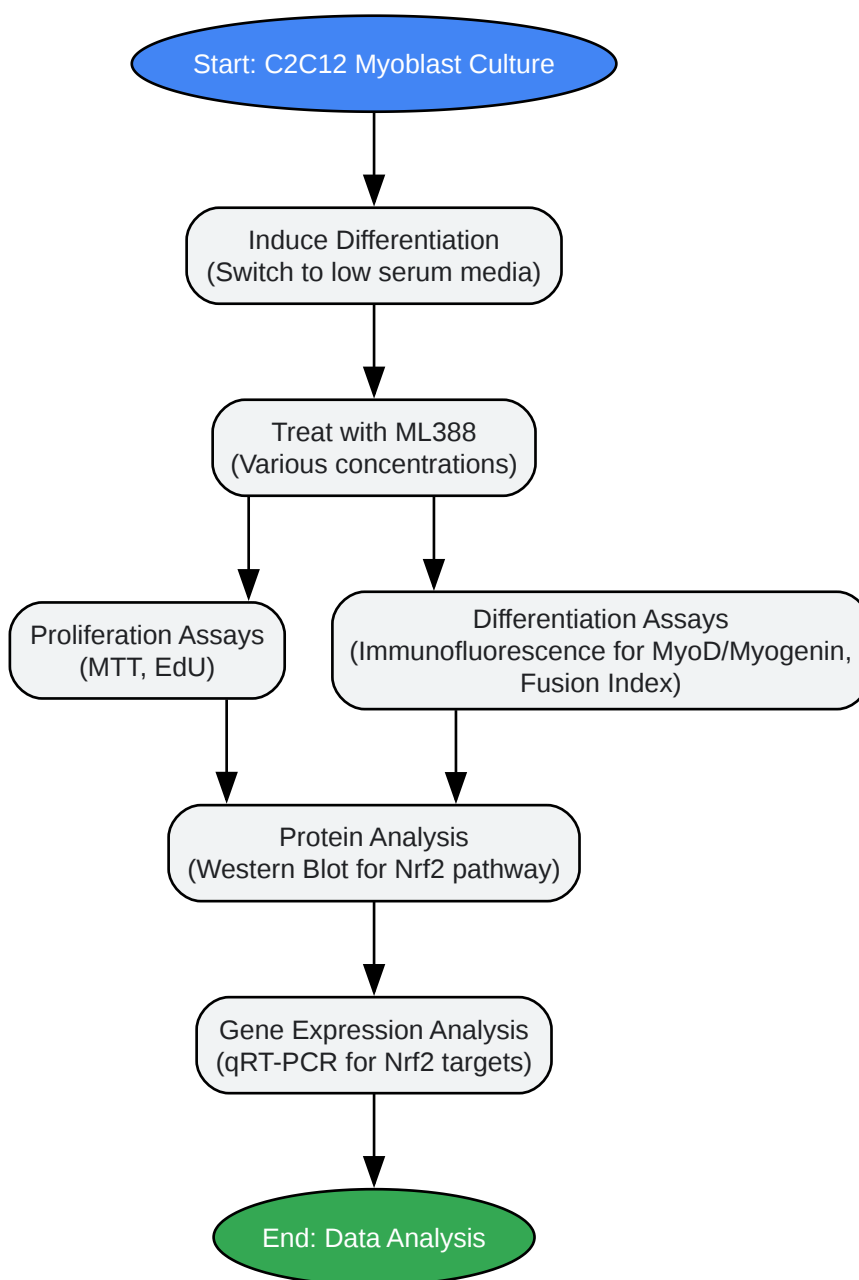 Start: C2C12 Myoblast Culture
Induce Differentiation
(Switch to low serum media)
Treat with ML388
(Various concentrations)
Proliferation Assays
(MTT, EdU)
Differentiation Assays
(Immunofluorescence for MyoD/Myogenin,
Fusion Index)
Protein Analysis
(Western Blot for Nrf2 pathway)
Gene Expression Analysis
(qRT-PCR for Nrf2 targets)
End: Data Analysis